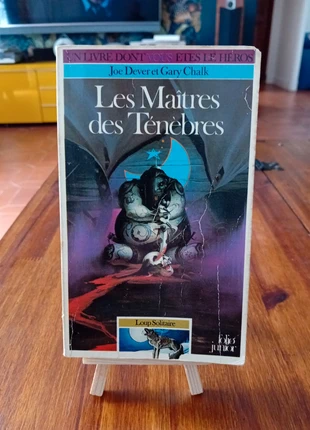 UN LIVRE DONT VOUS ÊTES LE HÉROS
Joe Dever et Gary Chalk
Les Maîtres
des Ténèbres
Loup Solitaire
folio
junior